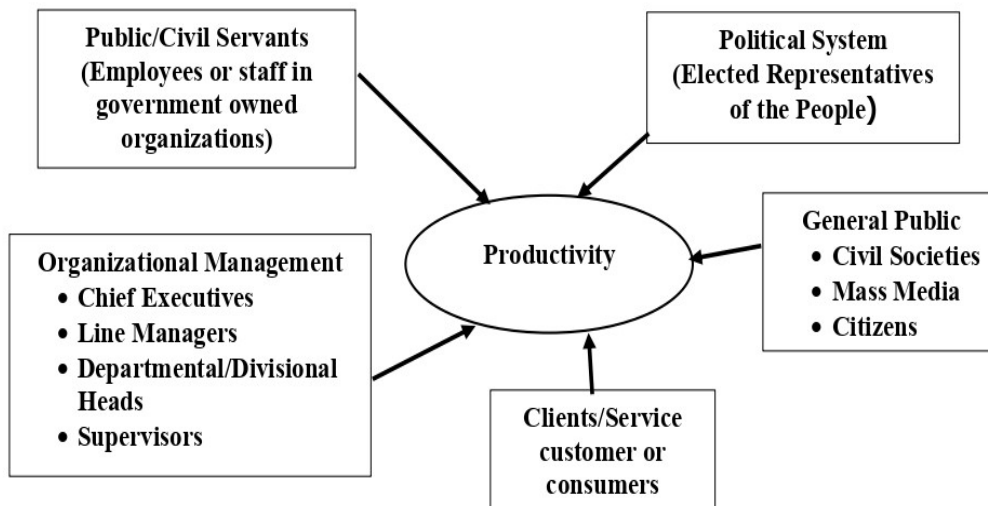 Public/Civil Servants
(Employees or staff in
government owned
organizations)
Political System
(Elected Representatives
of the People)
Productivity
General Public
• Civil Societies
• Mass Media
• Citizens
Organizational Management
• Chief Executives
• Line Managers
• Departmental/Divisional
Heads
• Supervisors
Clients/Service
customer or
consumers